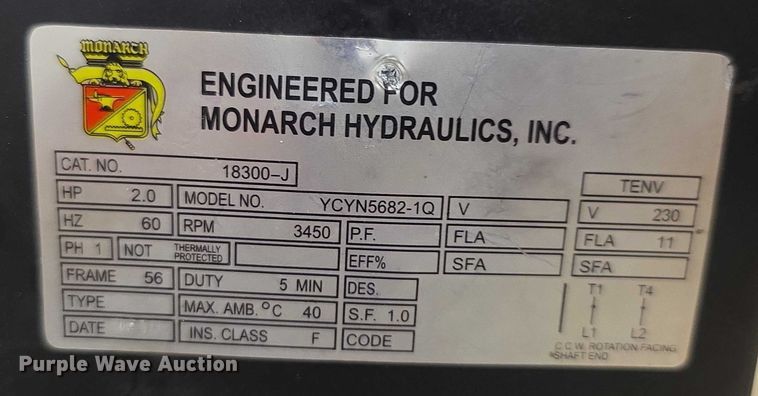 MONARCH
ENGINEERED FOR
MONARCH HYDRAULICS, INC.
CAT. NO. 18300-J
TENV
HP 2.0 MODEL NO. YCYN5682-1Q V V 230
HZ 60 RPM 3450 P.F. FLA FLA 11
PH 1 NOT THERMALLY PROTECTED EFF% SFA SFA
FRAME 56 DUTY 5 MIN DES. T1 T4
TYPE MAX. AMB. °C 40 S.F. 1.0
DATE INS. CLASS F CODE L1 L2
C.C.W. ROTATION FACING
SHAFT END
Purple Wave Auction